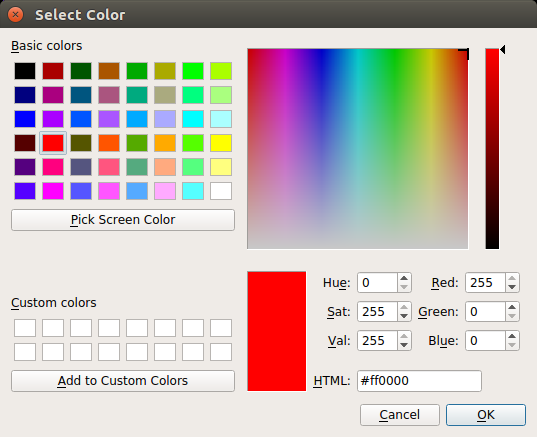 Select Color
Basic colors
Pick Screen Color
Custom colors
Add to Custom Colors
Hue: 0 Red: 255
Sat: 255 Green: 0
Val: 255 Blue: 0
HTML: #ff0000
Cancel OK